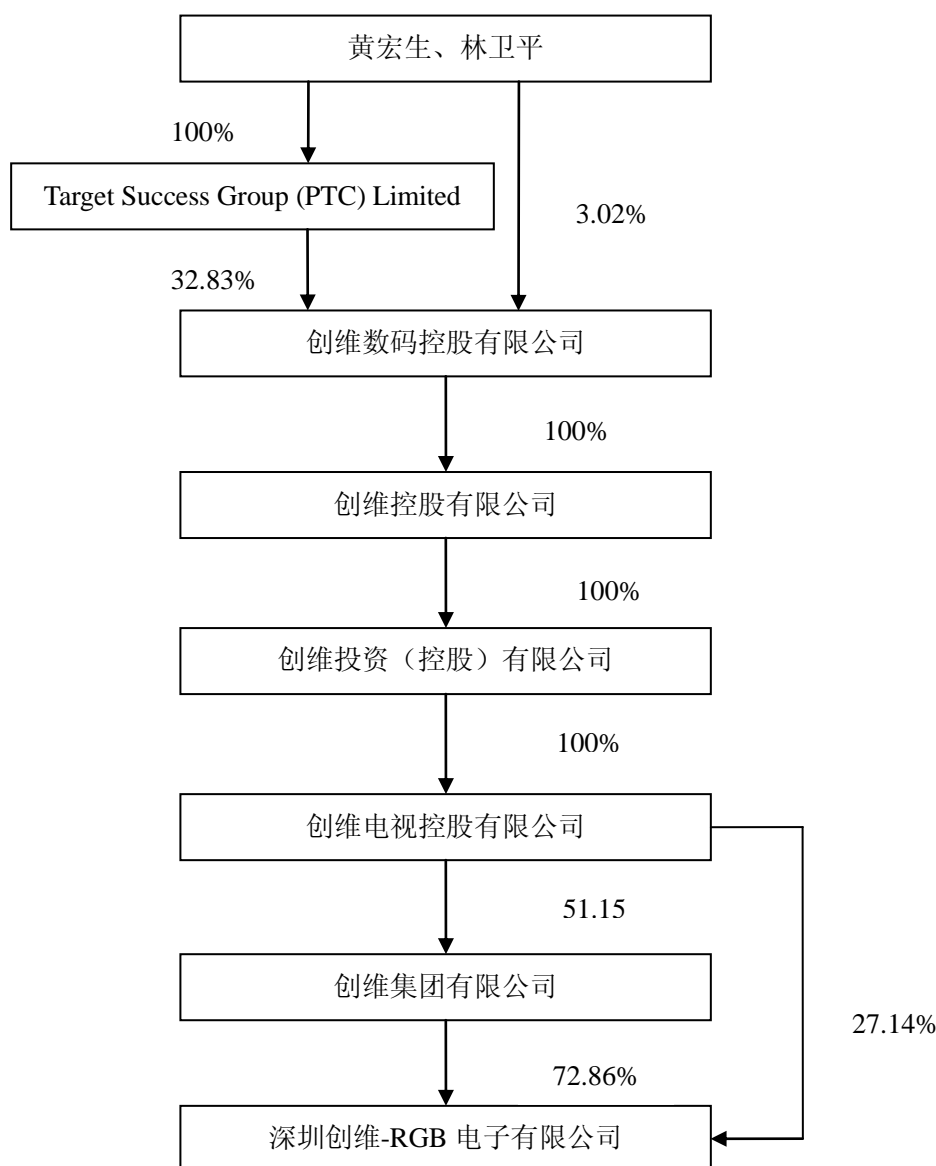 黄宏生、林卫平
100%
Target Success Group (PTC) Limited
3.02%
32.83%
创维数码控股有限公司
100%
创维控股有限公司
100%
创维投资（控股）有限公司
100%
创维电视控股有限公司
51.15
创维集团有限公司
27.14%
72.86%
深圳创维-RGB 电子有限公司